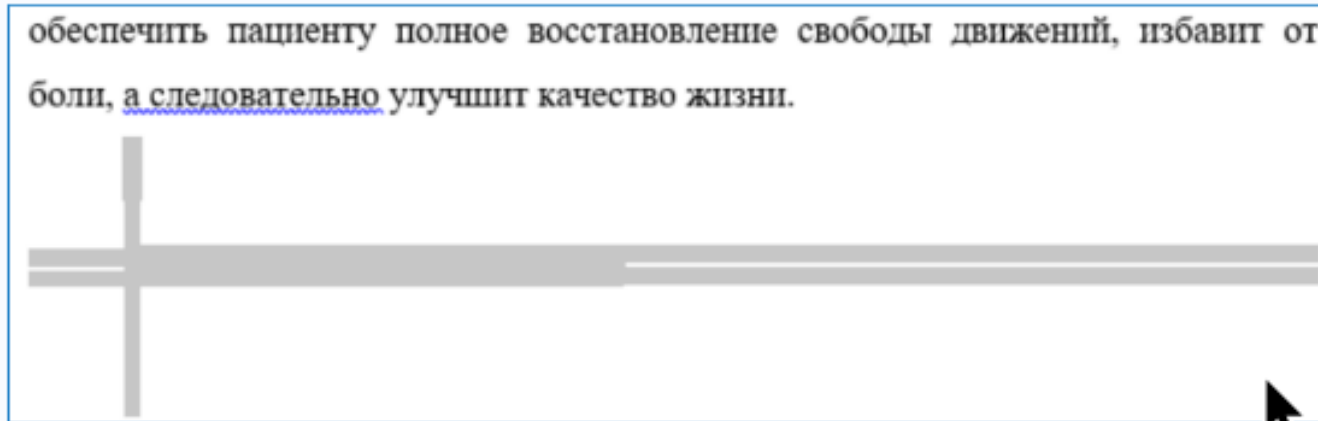 обеспечить пациенту полное восстановление свободы движений, избавит от
боли, а следовательно улучшит качество жизни.